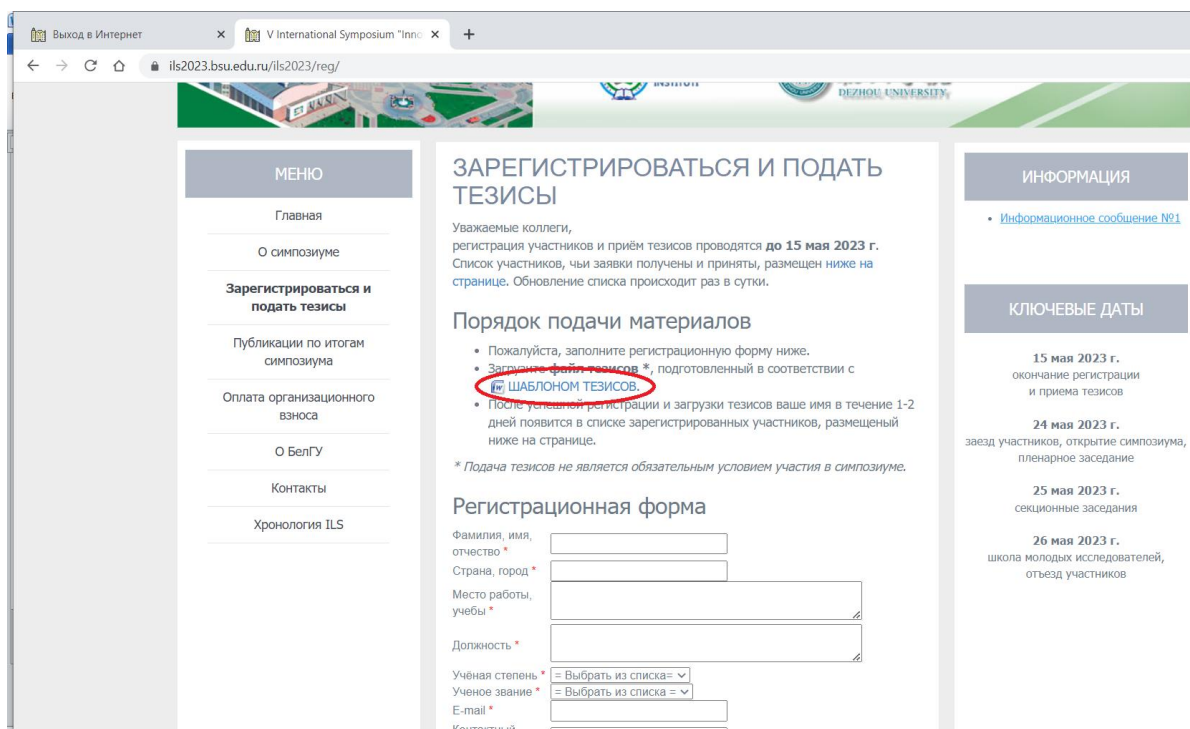 Выход в Интернет
V International Symposium "Inno
ils2023.bsu.edu.ru/ils2023/reg/
DEZHOU UNIVERSITY
МЕНЮ
Главная
О симпозиуме
Зарегистрироваться и
подать тезисы
Публикации по итогам
симпозиума
Оплата организационного
взноса
О БелГУ
Контакты
Хронология ILS
ЗАРЕГИСТРИРОВАТЬСЯ И ПОДАТЬ
ТЕЗИСЫ
Уважаемые коллеги,
регистрация участников и приём тезисов проводятся до 15 мая 2023 г.
Список участников, чьи заявки получены и приняты, размещен ниже на
странице. Обновление списка происходит раз в сутки.
Порядок подачи материалов
• Пожалуйста, заполните регистрационную форму ниже.
• Загрузите файл тезисов *, подготовленный в соответствии с
ШАБЛОНОМ ТЕЗИСОВ.
• После успешной регистрации и загрузки тезисов ваше имя в течение 1-2
дней появится в списке зарегистрированных участников, размещеный
ниже на странице.
* Подача тезисов не является обязательным условием участия в симпозиуме.
Регистрационная форма
Фамилия, имя,
отчество *
Страна, город *
Место работы,
учебы *
Должность *
Учёная степень * = Выбрать из списка=
Ученое звание * = Выбрать из списка =
E-mail *
Контактный
ИНФОРМАЦИЯ
• Информационное сообщение №1
КЛЮЧЕВЫЕ ДАТЫ
15 мая 2023 г.
окончание регистрации
и приема тезисов
24 мая 2023 г.
заезд участников, открытие симпозиума,
пленарное заседание
25 мая 2023 г.
секционные заседания
26 мая 2023 г.
школа молодых исследователей,
отъезд участников